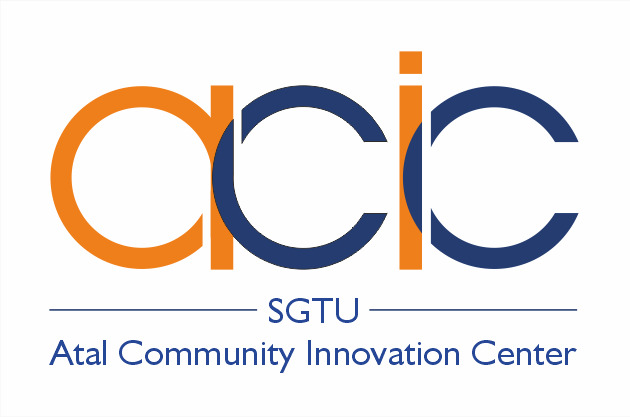 acic
SGTU
Atal Community Innovation Center